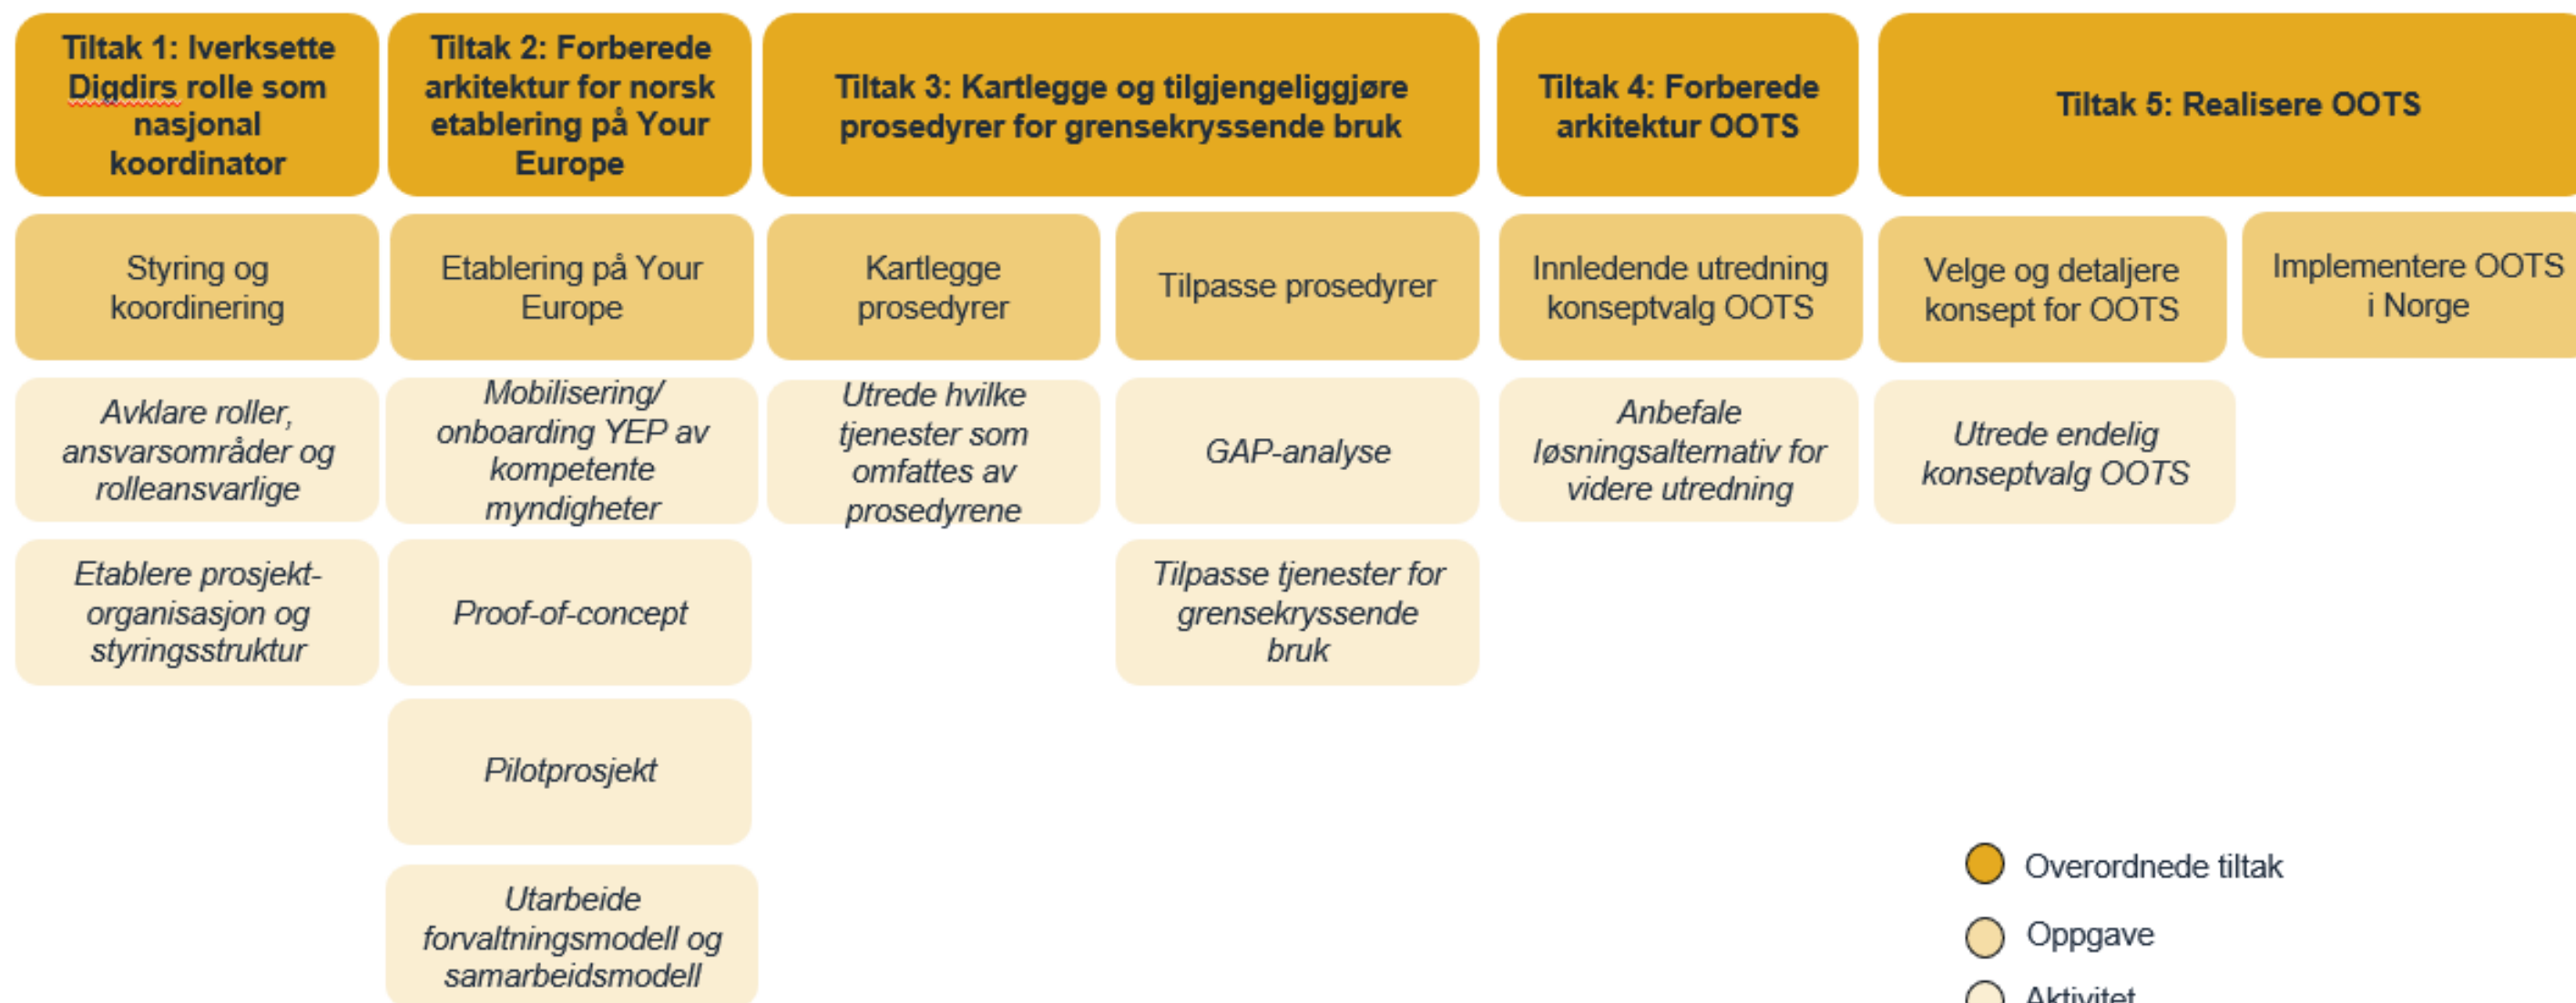 Tiltak 1: Iverksette
Digdirs rolle som
nasjonal
koordinator
Tiltak 2: Forberede
arkitektur for norsk
etablering på Your
Europe
Tiltak 3: Kartlegge og tilgjengeliggjøre
prosedyrer for grensekryssende bruk
Tiltak 4: Forberede
arkitektur OOTS
Tiltak 5: Realisere OOTS
Styring og
koordinering
Etablering på Your
Europe
Kartlegge
prosedyrer
Tilpasse prosedyrer
Innledende utredning
konseptvalg OOTS
Velge og detaljere
konsept for OOTS
Implementere OOTS
i Norge
Avklare roller,
ansvarsområder og
rolleansvarlige
Mobilisering/
onboarding YEP av
kompetente
myndigheter
Utrede hvilke
tjenester som
omfattes av
prosedyrene
GAP-analyse
Anbefale
løsningsalternativ for
videre utredning
Utrede endelig
konseptvalg OOTS
Etablere prosjekt-
organisasjon og
styringsstruktur
Proof-of-concept
Tilpasse tjenester for
grensekryssende
bruk
Pilotprosjekt
Utarbeide
forvaltningsmodell og
samarbeidsmodell
Overordnede tiltak
Oppgave
Aktivitet